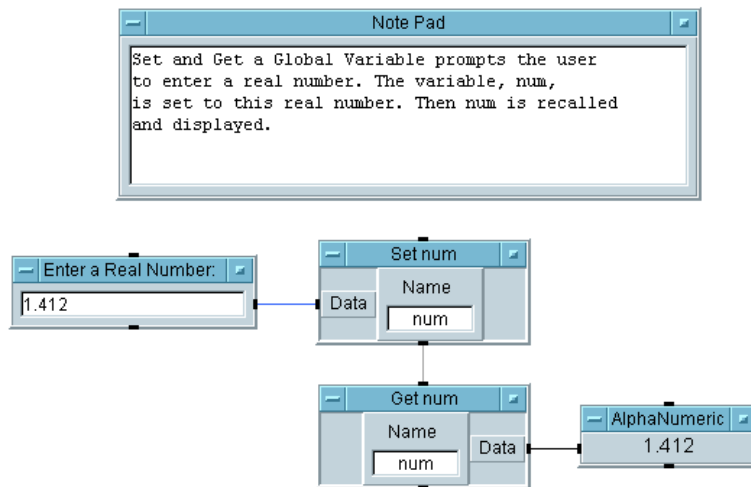 Note Pad
Set and Get a Global Variable prompts the user
to enter a real number. The variable, num,
is set to this real number. Then num is recalled
and displayed.
Enter a Real Number:
1.412
Set num
Name
Data
num
Get num
Name
Data
num
AlphaNumeric
1.412